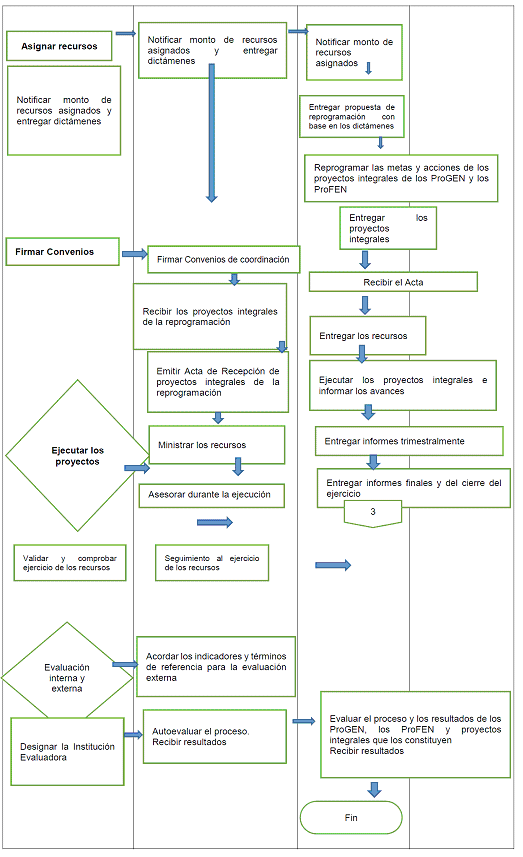 Asignar recursos
Notificar monto de recursos
asignados y entregar
dictámenes
Notificar monto de
recursos asignados
Notificar monto de
recursos asignados y
entregar dictámenes
Entregar propuesta de
reprogramación con
base en los dictámenes
Reprogramar las metas y acciones de los
proyectos integrales de los ProGEN y los
ProFEN
Entregar los
proyectos
integrales
Firmar Convenios
Firmar Convenios de coordinación
Recibir el Acta
Recibir los proyectos integrales
de la reprogramación
Entregar los recursos
Emitir Acta de Recepción de
proyectos integrales de la
reprogramación
Ejecutar los proyectos integrales e
informar los avances
Ejecutar los
proyectos
Ministrar los recursos
Entregar informes trimestralmente
Asesorar durante la ejecución
Entregar informes finales y del cierre del
ejercicio
3
Validar y comprobar
ejercicio de los recursos
Seguimiento al ejercicio
de los recursos
Evaluación
interna y
externa
Acordar los indicadores y términos
de referencia para la evaluación
externa
Designar la Institución
Evaluadora
Autoevaluar el proceso.
Recibir resultados
Evaluar el proceso y los resultados de los
ProGEN, los ProFEN y proyectos
integrales que los constituyen
Recibir resultados
Fin